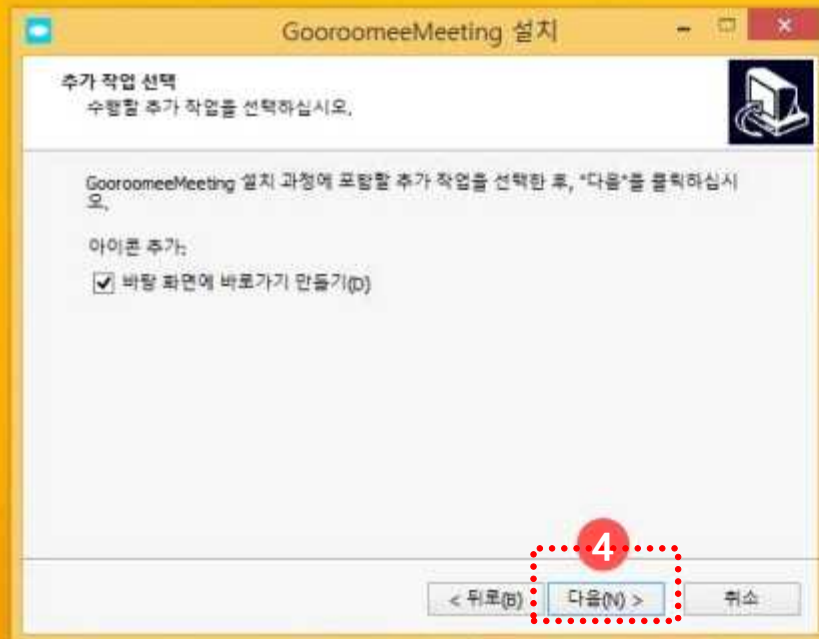 GooroomeeMeeting 설치
추가 작업 선택
수행할 추가 작업을 선택하십시오.
GooroomeeMeeting 설치 과정에 포함할 추가 작업을 선택한 후, "다음"를 클릭하십시
오.
아이콘 추가:
바탕 화면에 바로가기 만들기(D)
4
< 뒤로(B)
다음(N) >
취소